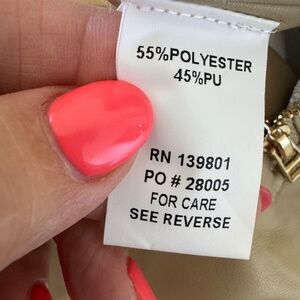 55%POLYESTER
45%PU
RN 139801
PO # 28005
FOR CARE
SEE REVERSE